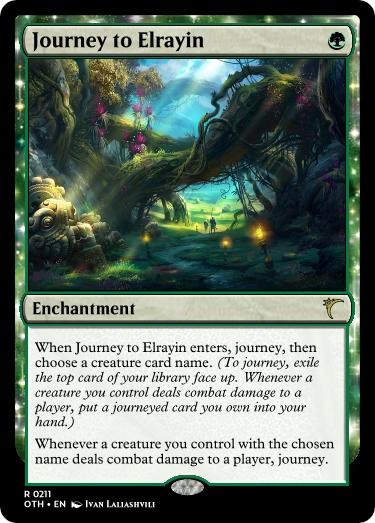 Journey to Elrayin
Enchantment
When Journey to Elrayin enters, journey, then
choose a creature card name. (To journey, exile
the top card of your library face up. Whenever a
creature you control deals combat damage to a
player, put a journeyed card you own into your
hand.)
Whenever a creature you control with the chosen
name deals combat damage to a player, journey.
R 0211
OTH • EN Ivan Laliashvili